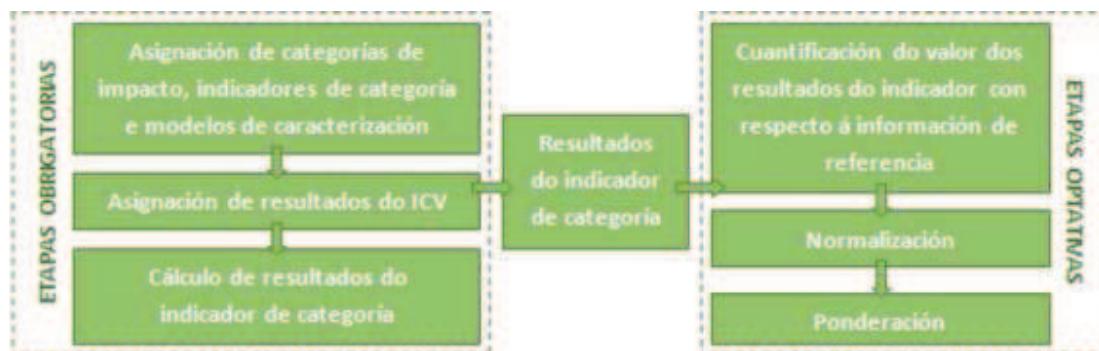 ETAPAS OBRIGATORIAS
Asignación de categorías de
impacto, indicadores de categoría
e modelos de caracterización
Asignación de resultados do ICV
Cálculo de resultados do
indicador de categoría
Resultados
do indicador
de categoría
Cuantificación do valor dos
resultados do indicador con
respecto á información de
referencia
Normalización
Ponderación
ETAPAS OPTATIVAS